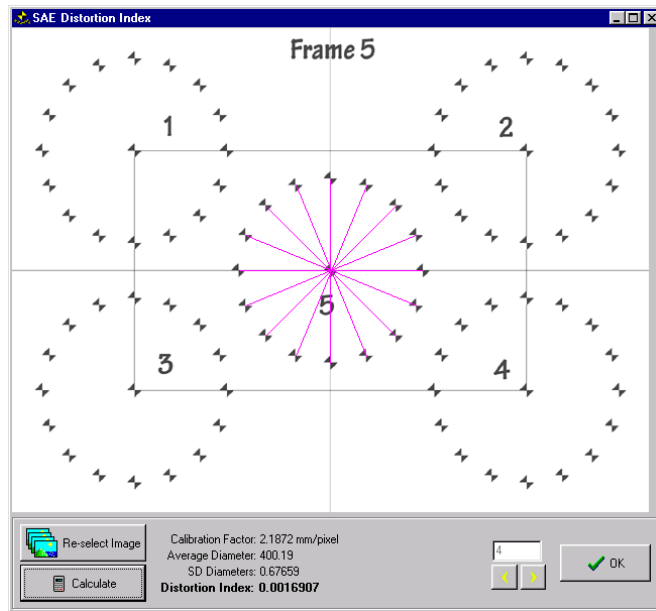 SAE Distortion Index
Frame 5
1
2
5
3
4
Re-select Image
Calculate
Calibration Factor: 2.1872 mm/pixel
Average Diameter: 400.19
SD Diameters: 0.67659
Distortion Index: 0.0016907
4
OK